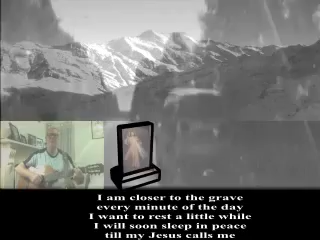 I am closer to the grave
every minute of the day
I want to rest a little while
I will soon sleep in peace
till my Jesus calls me